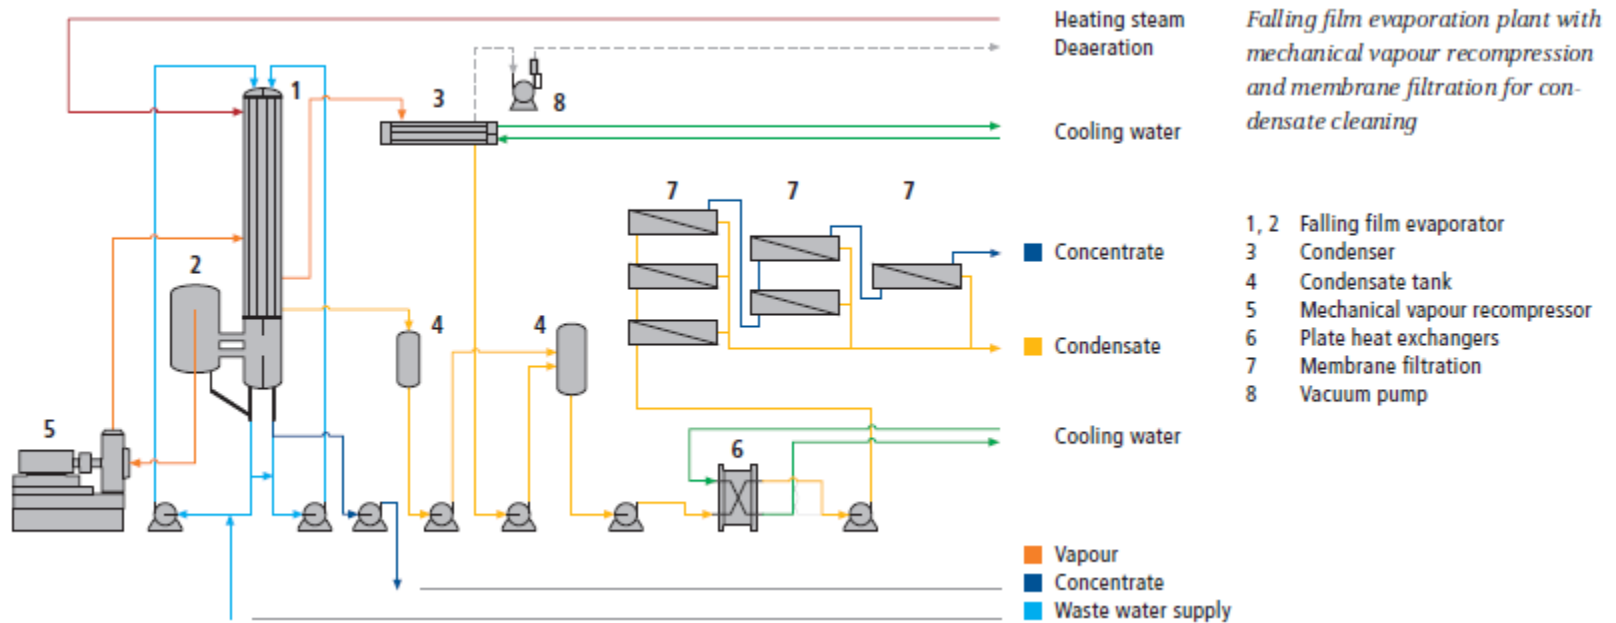 Heating steam
Deaeration
Falling film evaporation plant with
mechanical vapour recompression
and membrane filtration for con-
densate cleaning
1
3
8
Cooling water
7
7
7
1, 2 Falling film evaporator
3 Condenser
4 Condensate tank
5 Mechanical vapour recompressor
6 Plate heat exchangers
7 Membrane filtration
8 Vacuum pump
Concentrate
2
4
4
Condensate
5
6
Cooling water
Vapour
Concentrate
Waste water supply